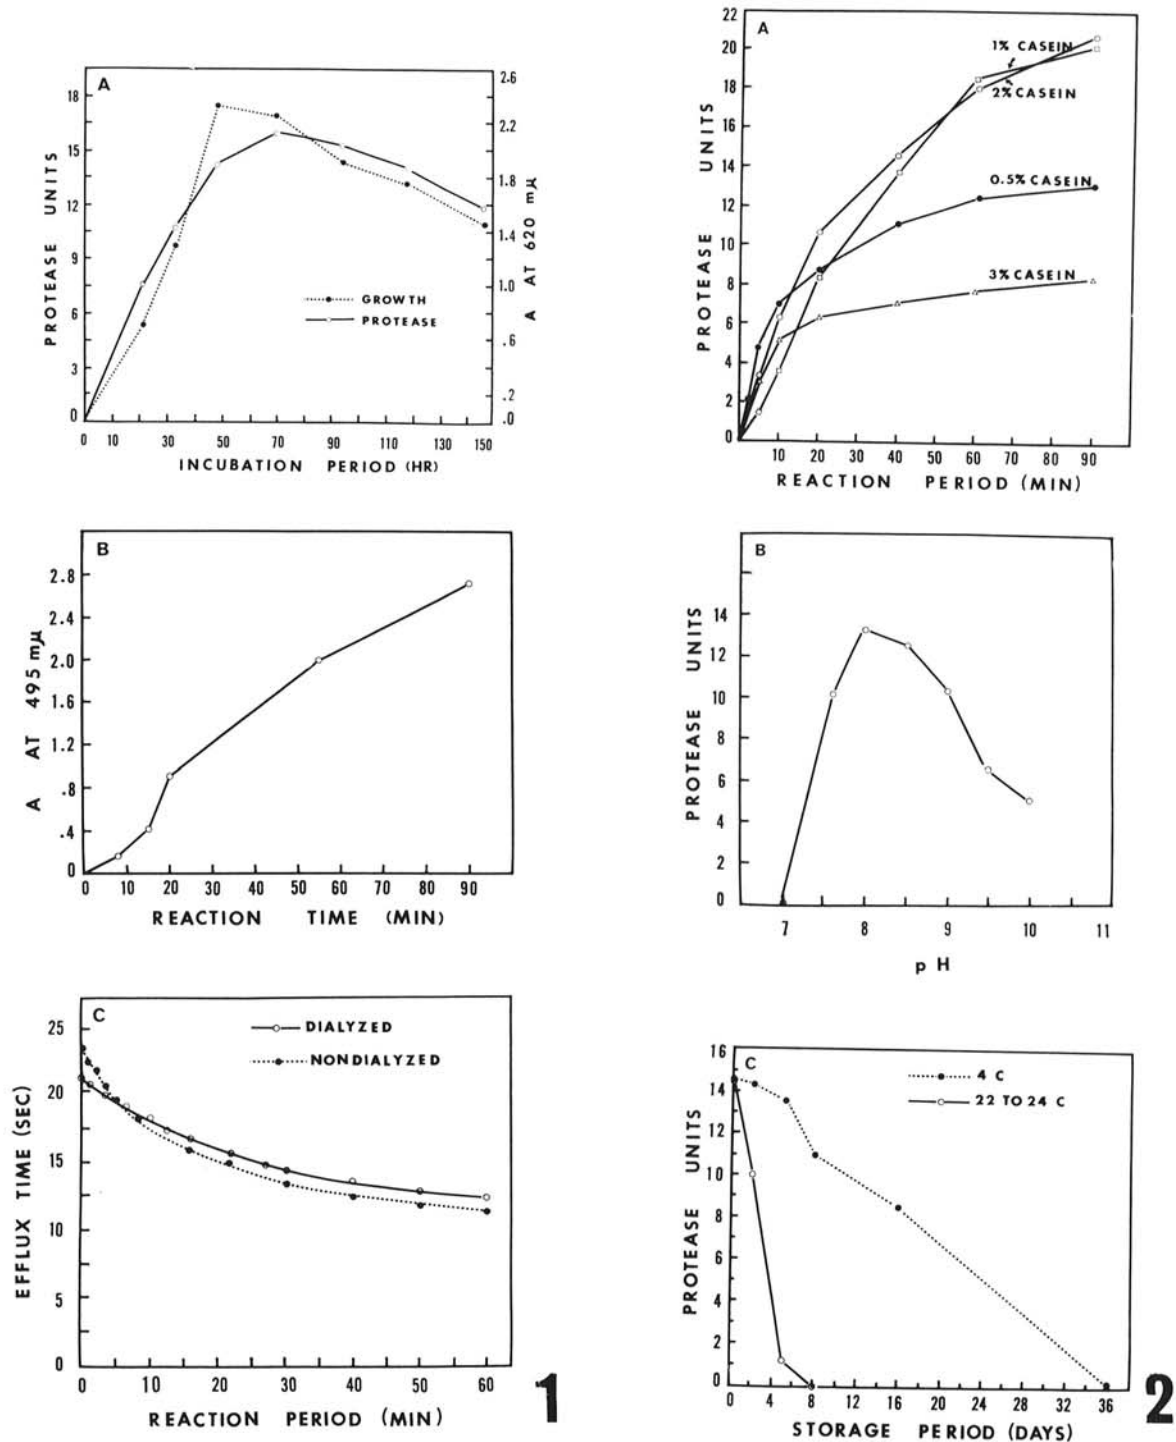 A
18
15
12
9
6
3
0
PROTEASE UNITS
2.6
2.2
1.8
1.4
1.0
.6
.2
.0
A AT 620 mµ
GROWTH
PROTEASE
0 10 30 50 70 90 110 130 150
INCUBATION PERIOD (HR)
B
2.8
2.4
2.0
1.6
1.2
.8
.4
0
A AT 495 mµ
0 10 20 30 40 50 60 70 80 90
REACTION TIME (MIN)
C
25
20
15
10
5
0
EFFLUX TIME (SEC)
DIALYZED
NONDIALYZED
0 10 20 30 40 50 60
REACTION PERIOD (MIN)
1
A
22
20
18
16
14
12
10
8
6
4
2
0
PROTEASE UNITS
1% CASEIN
2% CASEIN
0.5% CASEIN
3% CASEIN
10 20 30 40 50 60 70 80 90
REACTION PERIOD (MIN)
B
14
12
10
8
6
4
2
0
PROTEASE UNITS
7 8 9 10 11
pH
C
16
14
12
10
8
6
4
2
0
PROTEASE UNITS
4 C
22 TO 24 C
0 4 8 12 16 20 24 28 32 36
STORAGE PERIOD (DAYS)
2